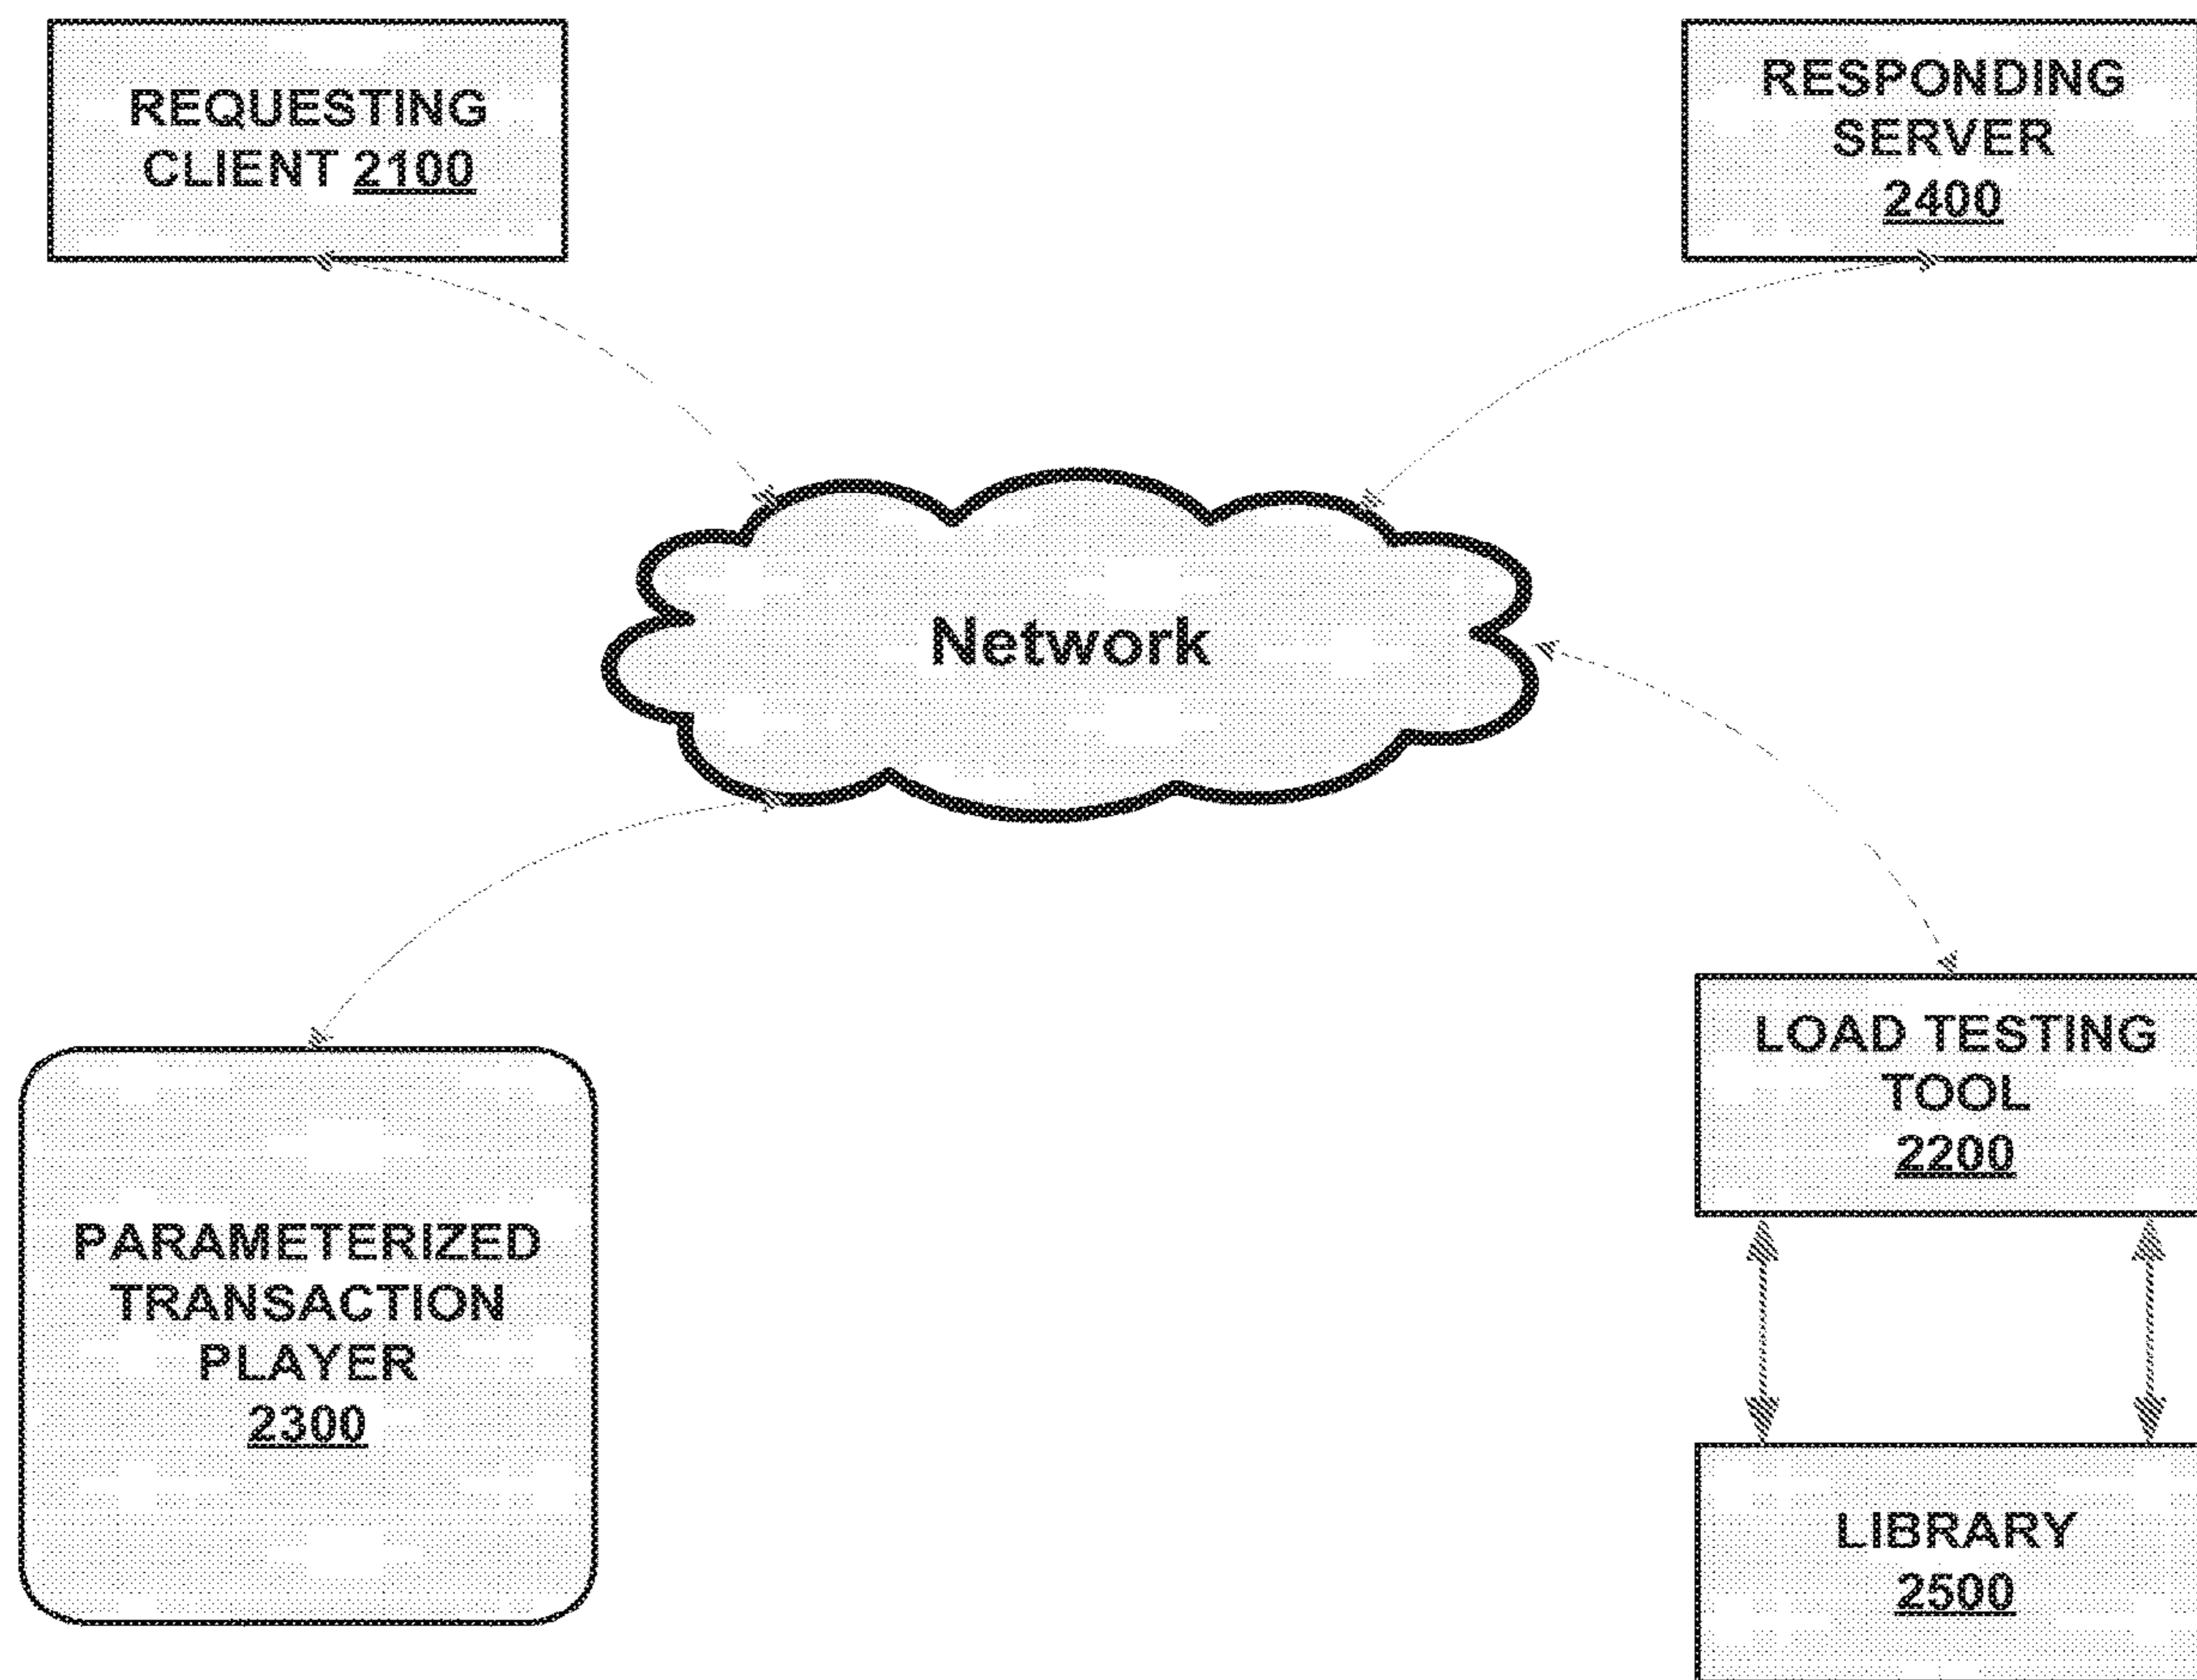 REQUESTING
CLIENT 2100
RESPONDING
SERVER
2400
Network
LOAD TESTING
TOOL
2200
PARAMETERIZED
TRANSACTION
PLAYER
2300
LIBRARY
2500